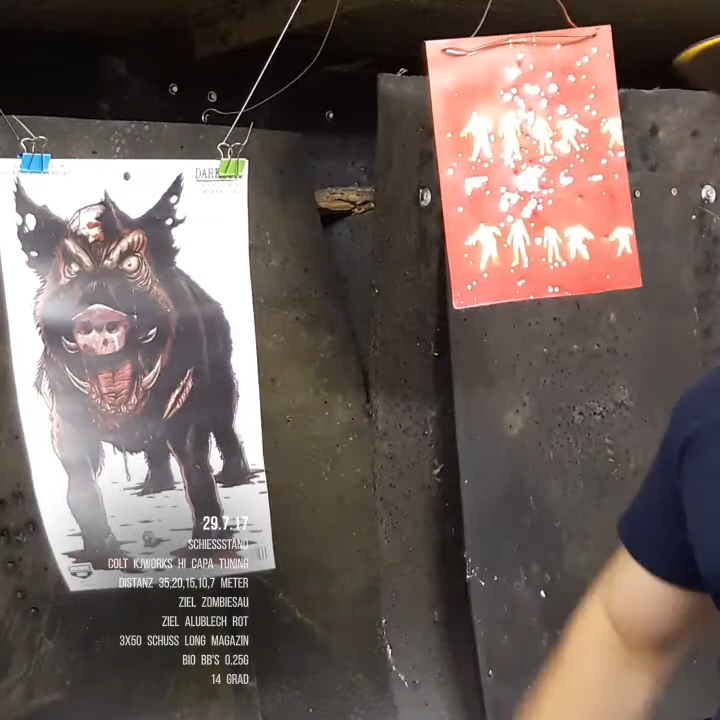 29.7.17
SCHIESSSTAND
COLT KJWORKS HI CAPA TUNING
DISTANZ 35,20,15,10,7 METER
ZIEL ZOMBIESAU
ZIEL ALUBLECH ROT
3X50 SCHUSS LONG MAGAZIN
BIO BB'S 0.25G
14 GRAD